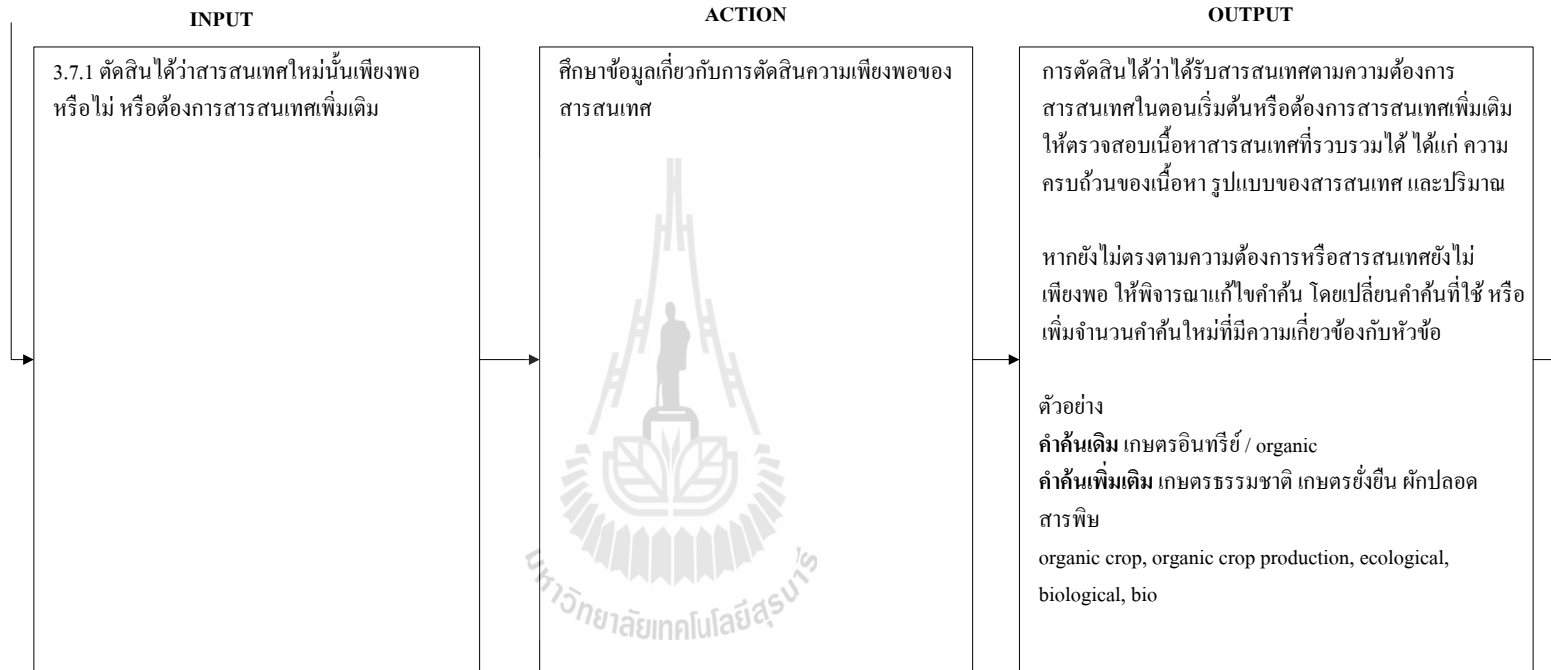 INPUT
ACTION
OUTPUT
3.7.1 ตัดสินได้ว่าสารสนเทศใหม่นั้นเพียงพอ
หรือไม่ หรือต้องการสารสนเทศเพิ่มเติม
ศึกษาข้อมูลเกี่ยวกับการตัดสินความเพียงพอของ
สารสนเทศ
การตัดสินได้ว่าได้รับสารสนเทศตามความต้องการ
สารสนเทศในตอนเริ่มต้นหรือต้องการสารสนเทศเพิ่มเติม
ให้ตรวจสอบเนื้อหาสารสนเทศที่รวบรวมได้ ได้แก่ ความ
ครบถ้วนของเนื้อหา รูปแบบของสารสนเทศ และปริมาณ
หากยังไม่ตรงตามความต้องการหรือสารสนเทศยังไม่
เพียงพอ ให้พิจารณาแก้ไขคำค้น โดยเปลี่ยนคำค้นที่ใช้ หรือ
เพิ่มจำนวนคำค้นใหม่ที่มีความเกี่ยวข้องกับหัวข้อ
ตัวอย่าง
คำค้นเดิม เกษตรอินทรีย์ / organic
คำค้นเพิ่มเติม เกษตรธรรมชาติ เกษตรยั่งยืน ผักปลอด
สารพิษ
organic crop, organic crop production, ecological,
biological, bio
มหาวิทยาลัยเทคโนโลยีสุรนารี